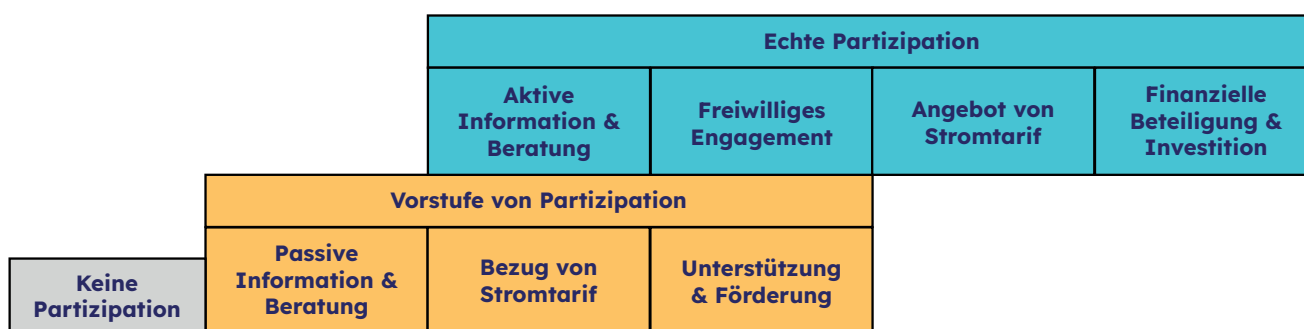 Echte Partizipation
Aktive
Information &
Beratung
Freiwilliges
Engagement
Angebot von
Stromtarif
Finanzielle
Beteiligung &
Investition
Vorstufe von Partizipation
Keine
Partizipation
Passive
Information &
Beratung
Bezug von
Stromtarif
Unterstützung
& Förderung